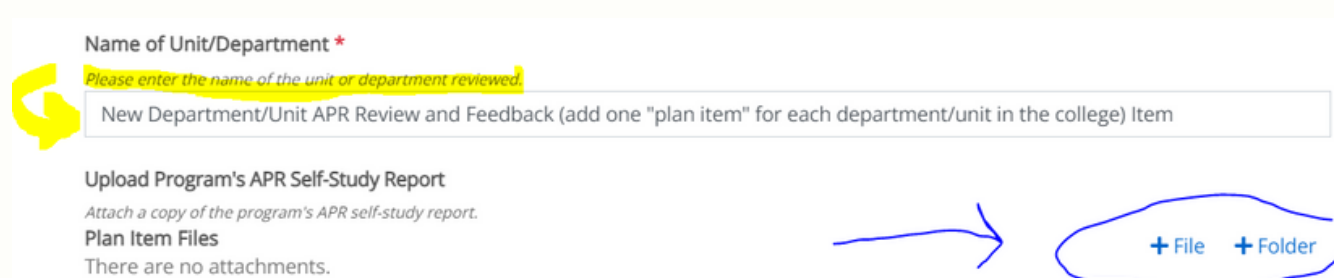 Name of Unit/Department *
Please enter the name of the unit or department reviewed.
New Department/Unit APR Review and Feedback (add one "plan item" for each department/unit in the college) Item
Upload Program's APR Self-Study Report
Attach a copy of the program's APR self-study report.
Plan Item Files
+ File + Folder
There are no attachments.